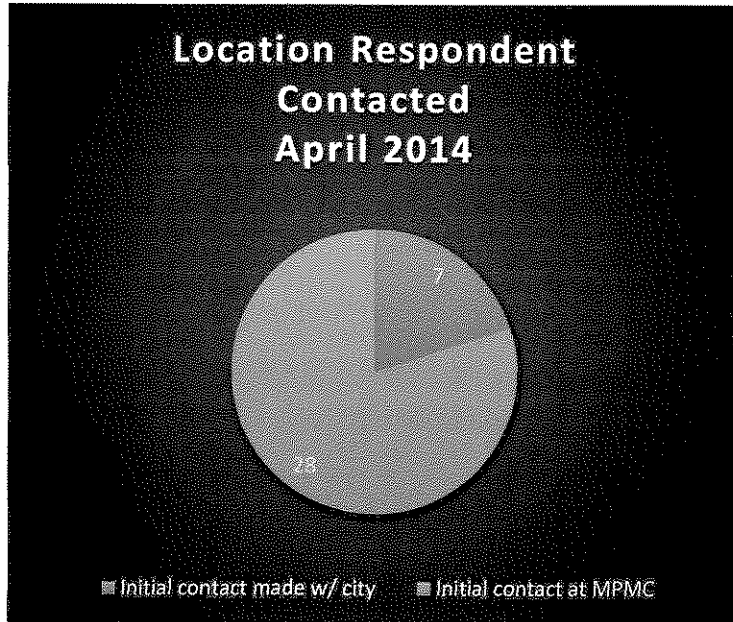 Location Respondent
Contacted
April 2014
7
28
Initial contact made w/ city Initial contact at MPMC